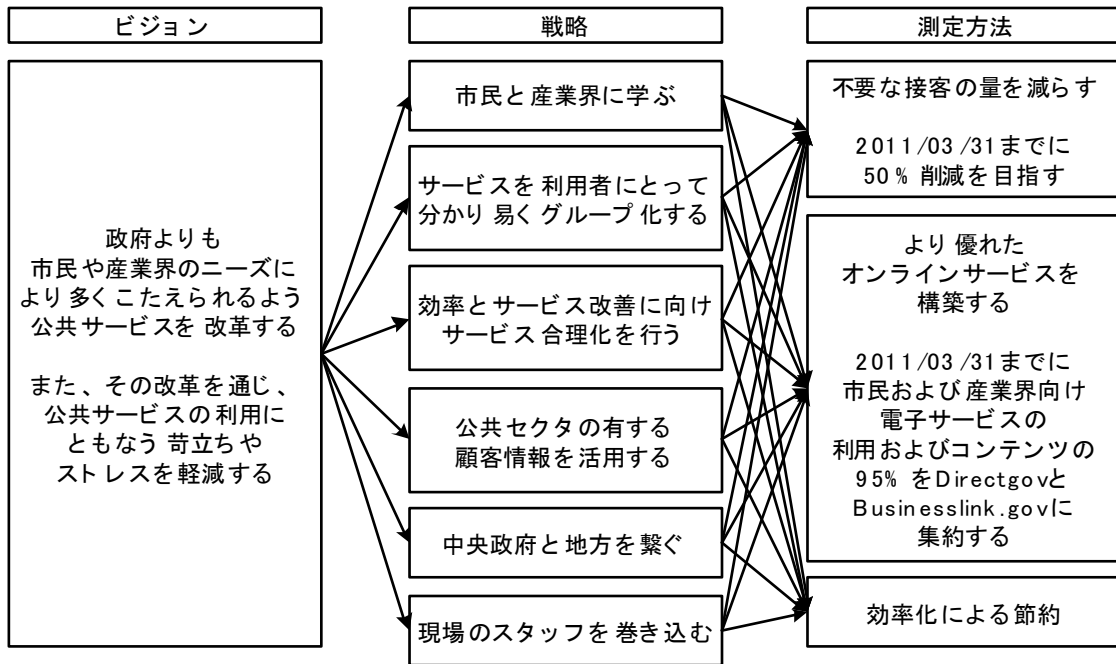 ビジョン
戦略
測定方法
政府よりも
市民や産業界のニーズに
より多くこたえられるよう
公共サービスを改革する
また、その改革を通じ、
公共サービスの利用に
ともなう苛立ちや
ストレスを軽減する
市民と産業界に学ぶ
サービスを利用者にとって
分かり易くグループ化する
効率とサービス改善に向け
サービス合理化を行う
公共セクタの有する
顧客情報を活用する
中央政府と地方を繋ぐ
現場のスタッフを巻き込む
不要な接客の量を減らす
2011/03/31までに
50%削減を目指す
より優れた
オンラインサービスを
構築する
2011/03/31までに
市民および産業界向け
電子サービスの
利用およびコンテンツの
95%をDirectgovと
Businesslink.govに
集約する
効率化による節約